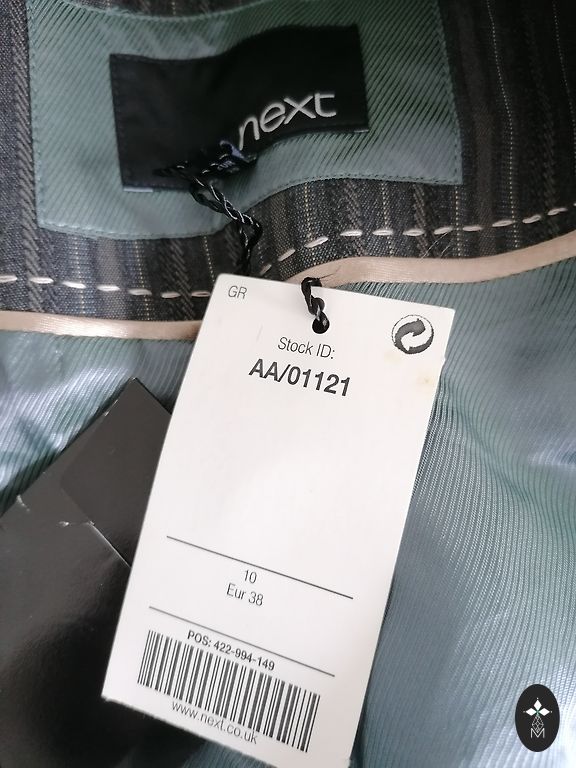 next
GR
Stock ID:
AA/01121
10
Eur 38
POS: 422-994-149
www.next.co.uk
M